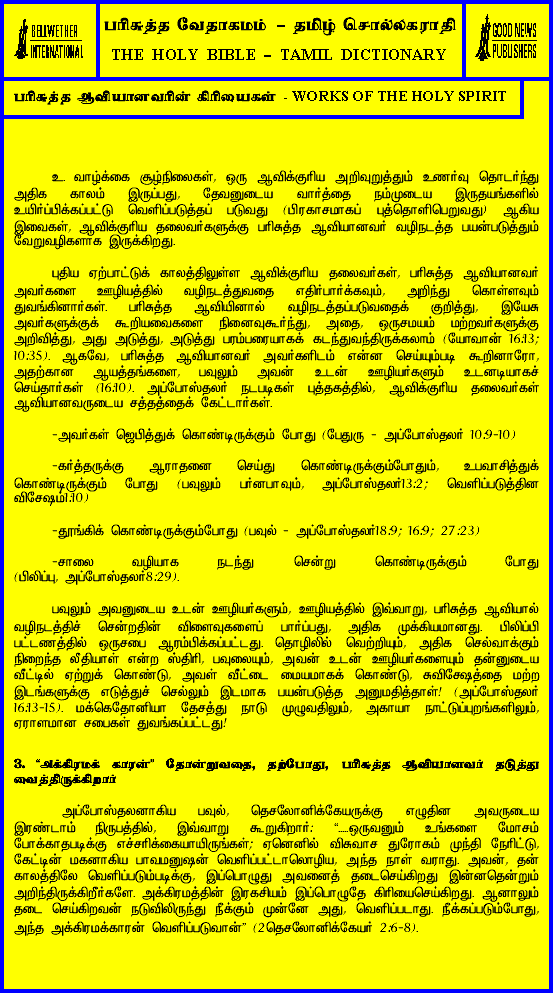 BELLWETHER
INTERNATIONAL
பரிசுத்த வேதாகமம் – தமிழ் சொல்லகராதி
THE HOLY BIBLE – TAMIL DICTIONARY
GOOD NEWS
PUBLISHERS
பரிசுத்த ஆவியானவரின் கிரியைகள் - WORKS OF THE HOLY SPIRIT
உ. வாழ்க்கை சூழ்நிலைகள், ஒரு ஆவிக்குரிய அறிவுறுத்தும் உணர்வு தொடர்ந்து
அதிக காலம் இருப்பது, தேவனுடைய வார்த்தை நம்முடைய இருதயங்களில்
உயிர்ப்பிக்கப்பட்டு வெளிப்படுத்தப் படுவது (பிரகாசமாகப் புத்தொளிபெறுவது) ஆகிய
இவைகள், ஆவிக்குரிய தலைவர்களுக்கு பரிசுத்த ஆவியானவர் வழிநடத்த பயன்படுத்தும்
வேறுவழிகளாக இருக்கிறது.
புதிய ஏற்பாட்டுக் காலத்திலுள்ள ஆவிக்குரிய தலைவர்கள், பரிசுத்த ஆவியானவர்
அவர்களை ஊழியத்தில் வழிநடத்துவதை எதிர்பார்க்கவும், அறிந்து கொள்ளவும்
துவங்கினார்கள். பரிசுத்த ஆவியினால் வழிநடத்தப்படுவதைக் குறித்து, இயேசு
அவர்களுக்குக் கூறியவைகளை நினைவுகூர்ந்து, அதை, ஒருசமயம் மற்றவர்களுக்கு
அறிவித்து, அது அடுத்து, அடுத்து பரம்பரையாகக் கடந்துவந்திருக்கலாம் (யோவான் 16:13;
10:35). ஆகவே, பரிசுத்த ஆவியானவர் அவர்களிடம் என்ன செய்யும்படி கூறினாரோ,
அதற்கான ஆயத்தங்களை, பவுலும் அவன் உடன் ஊழியர்களும் உடனடியாகச்
செய்தார்கள் (16:10). அப்போஸ்தலர் நடபடிகள் புத்தகத்தில், ஆவிக்குரிய தலைவர்கள்
ஆவியானவருடைய சத்தத்தைக் கேட்டார்கள்.
-அவர்கள் ஜெபித்துக் கொண்டிருக்கும் போது (பேதுரு – அப்போஸ்தலர் 10:9-10)
-கர்த்தருக்கு ஆராதனை செய்து கொண்டிருக்கும்போதும், உபவாசித்துக்
கொண்டிருக்கும் போது (பவுலும் பர்னபாவும், அப்போஸ்தலர்13:2; வெளிப்படுத்தின
விசேஷம்1:10)
-தூங்கிக் கொண்டிருக்கும்போது (பவுல் – அப்போஸ்தலர்18:9; 16:9; 27:23)
-சாலை வழியாக நடந்து சென்று கொண்டிருக்கும் போது
(பிலிப்பு, அப்போஸ்தலர்8:29).
பவுலும் அவனுடைய உடன் ஊழியர்களும், ஊழியத்தில் இவ்வாறு, பரிசுத்த ஆவியால்
வழிநடத்திச் சென்றதின் விளைவுகளைப் பார்ப்பது, அதிக முக்கியமானது. பிலிப்பி
பட்டணத்தில் ஒருசபை ஆரம்பிக்கப்பட்டது. தொழிலில் வெற்றியும், அதிக செல்வாக்கும்
நிறைந்த லீதியாள் என்ற ஸ்திரி, பவுலையும், அவன் உடன் ஊழியர்களையும் தன்னுடைய
வீட்டில் ஏற்றுக் கொண்டு, அவள் வீட்டை மையமாகக் கொண்டு, சுவிசேஷத்தை மற்ற
இடங்களுக்கு எடுத்துச் செல்லும் இடமாக பயன்படுத்த அனுமதித்தாள்! (அப்போஸ்தலர்
16:13-15). மக்கெதோனியா தேசத்து நாடு முழுவதிலும், அகாயா நாட்டுப்புறங்களிலும்,
ஏராளமான சபைகள் துவங்கப்பட்டது!
3. “அக்கிரமக் காரன்” தோன்றுவதை, தற்போது, பரிசுத்த ஆவியானவர் தடுத்து
வைத்திருக்கிறார்
அப்போஸ்தலனாகிய பவுல், தெசலோனிக்கேயருக்கு எழுதின அவருடைய
இரண்டாம் நிருபத்தில், இவ்வாறு கூறுகிறார்: “.....ஒருவனும் உங்களை மோசம்
போக்காதபடிக்கு எச்சரிக்கையாயிருங்கள்; ஏனெனில் விசுவாச துரோகம் முந்தி நேரிட்டு,
கேட்டின் மகனாகிய பாவமனுஷன் வெளிப்பட்டாலொழிய, அந்த நாள் வராது. அவன், தன்
காலத்திலே வெளிப்படும்படிக்கு, இப்பொழுது அவனைத் தடைசெய்கிறது இன்னதென்றும்
அறிந்திருக்கிறீர்களே. அக்கிரமத்தின் இரகசியம் இப்பொழுதே கிரியைசெய்கிறது. ஆனாலும்
தடை செய்கிறவன் நடுவிலிருந்து நீக்கும் முன்னே அது, வெளிப்படாது. நீக்கப்படும்போது,
அந்த அக்கிரமக்காரன் வெளிப்படுவான்” (2தெசலோனிக்கேயர் 2:6-8).